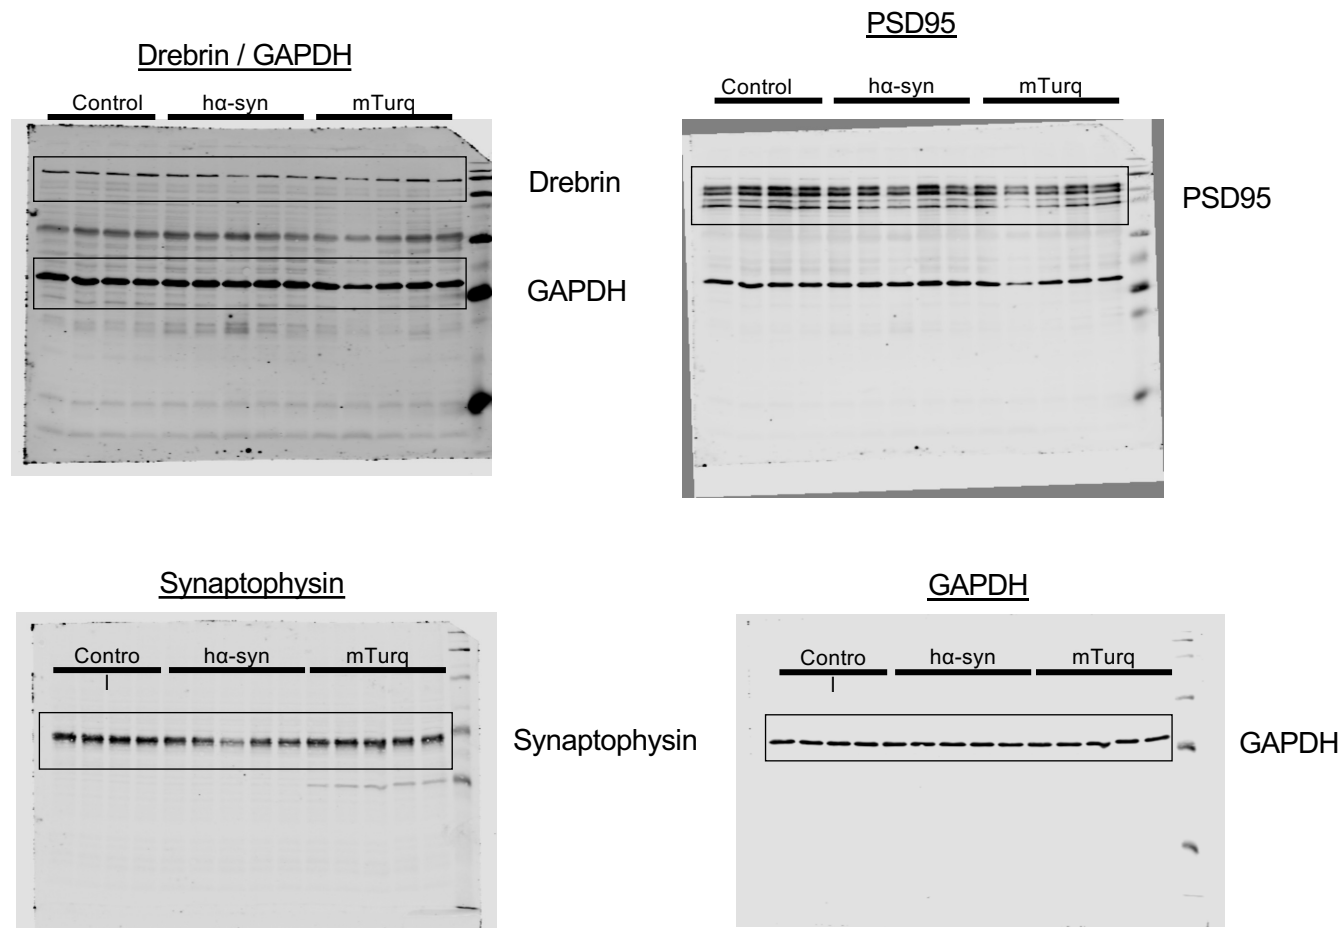 Drebrin / GAPDH
Control hα-syn mTurq
Drebrin
GAPDH
PSD95
Control hα-syn mTurq
PSD95
Synaptophysin
Contro hα-syn mTurq
l
Synaptophysin
GAPDH
Contro hα-syn mTurq
l
GAPDH